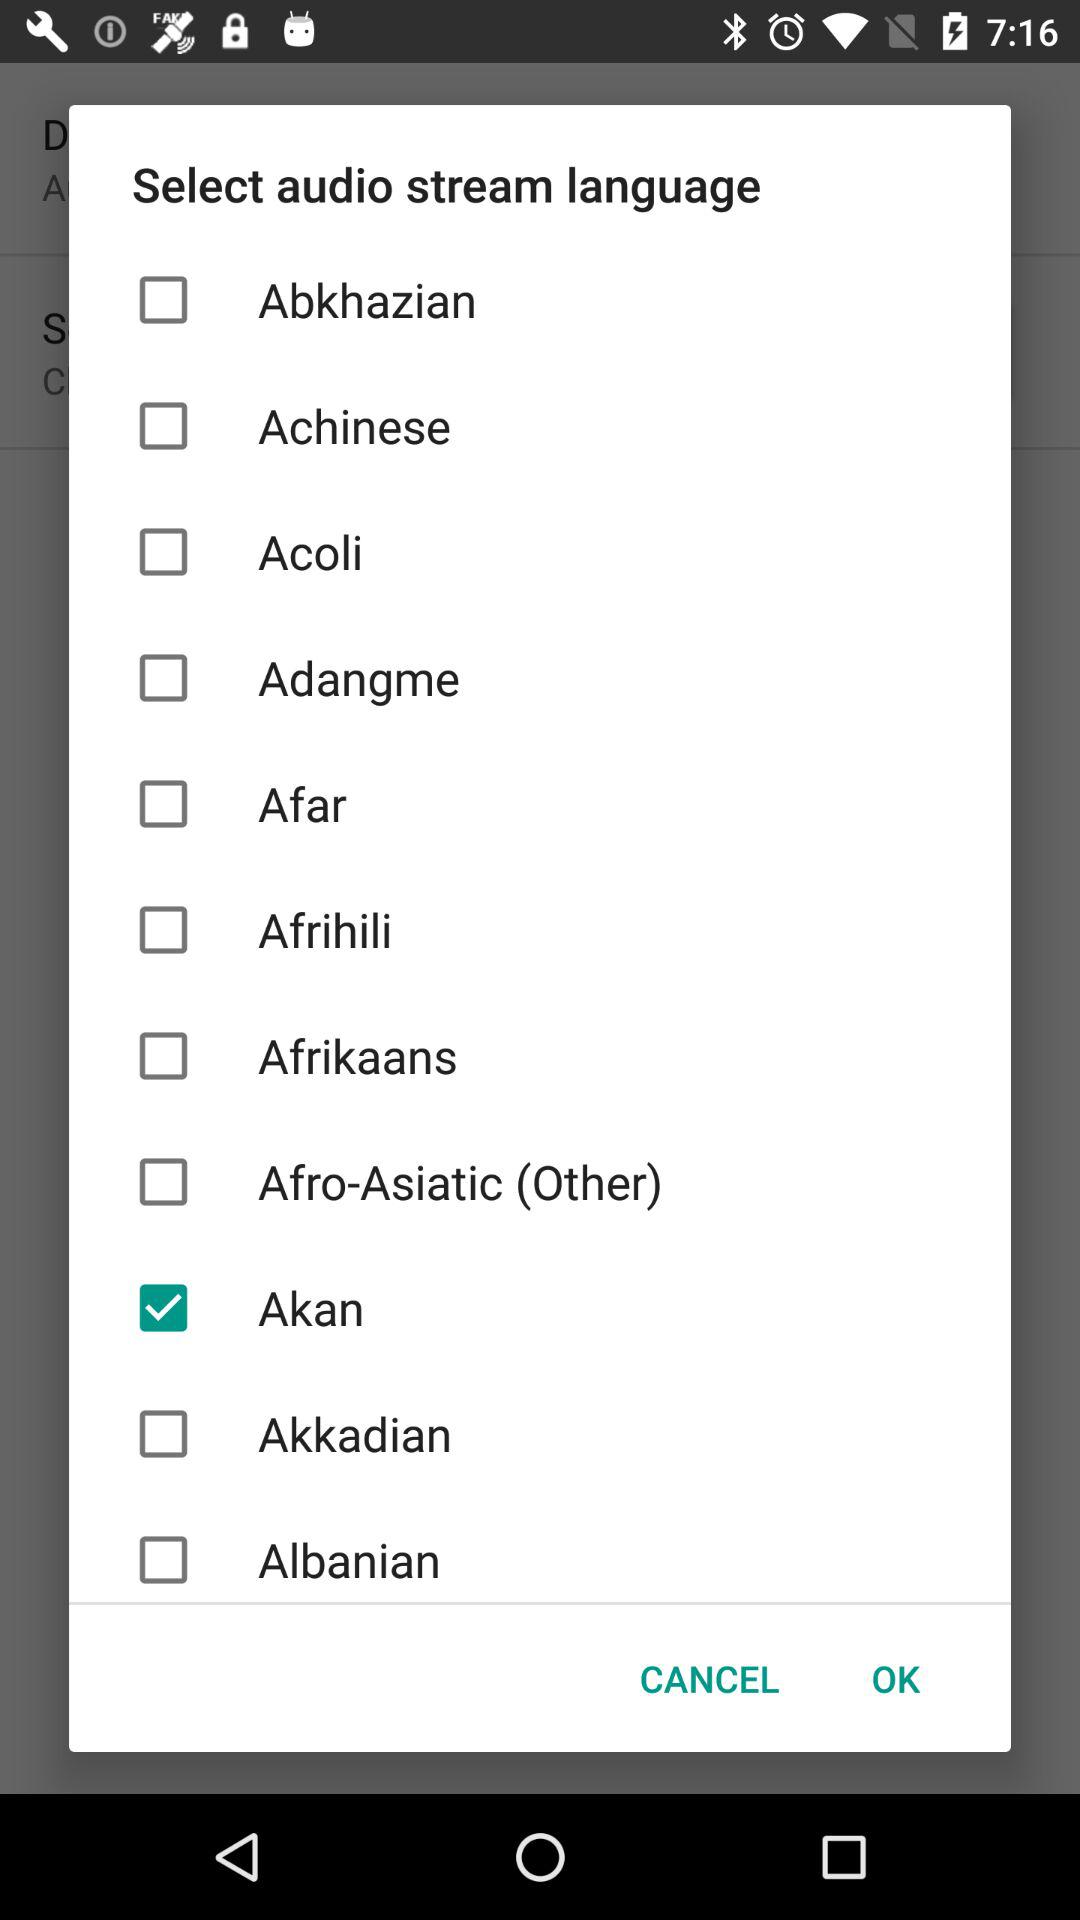 FAKE
7:16
Select audio stream language
Abkhazian
Achinese
Acoli
Adangme
Afar
Afrihili
Afrikaans
Afro-Asiatic (Other)
Akan
Akkadian
Albanian
CANCEL
OK